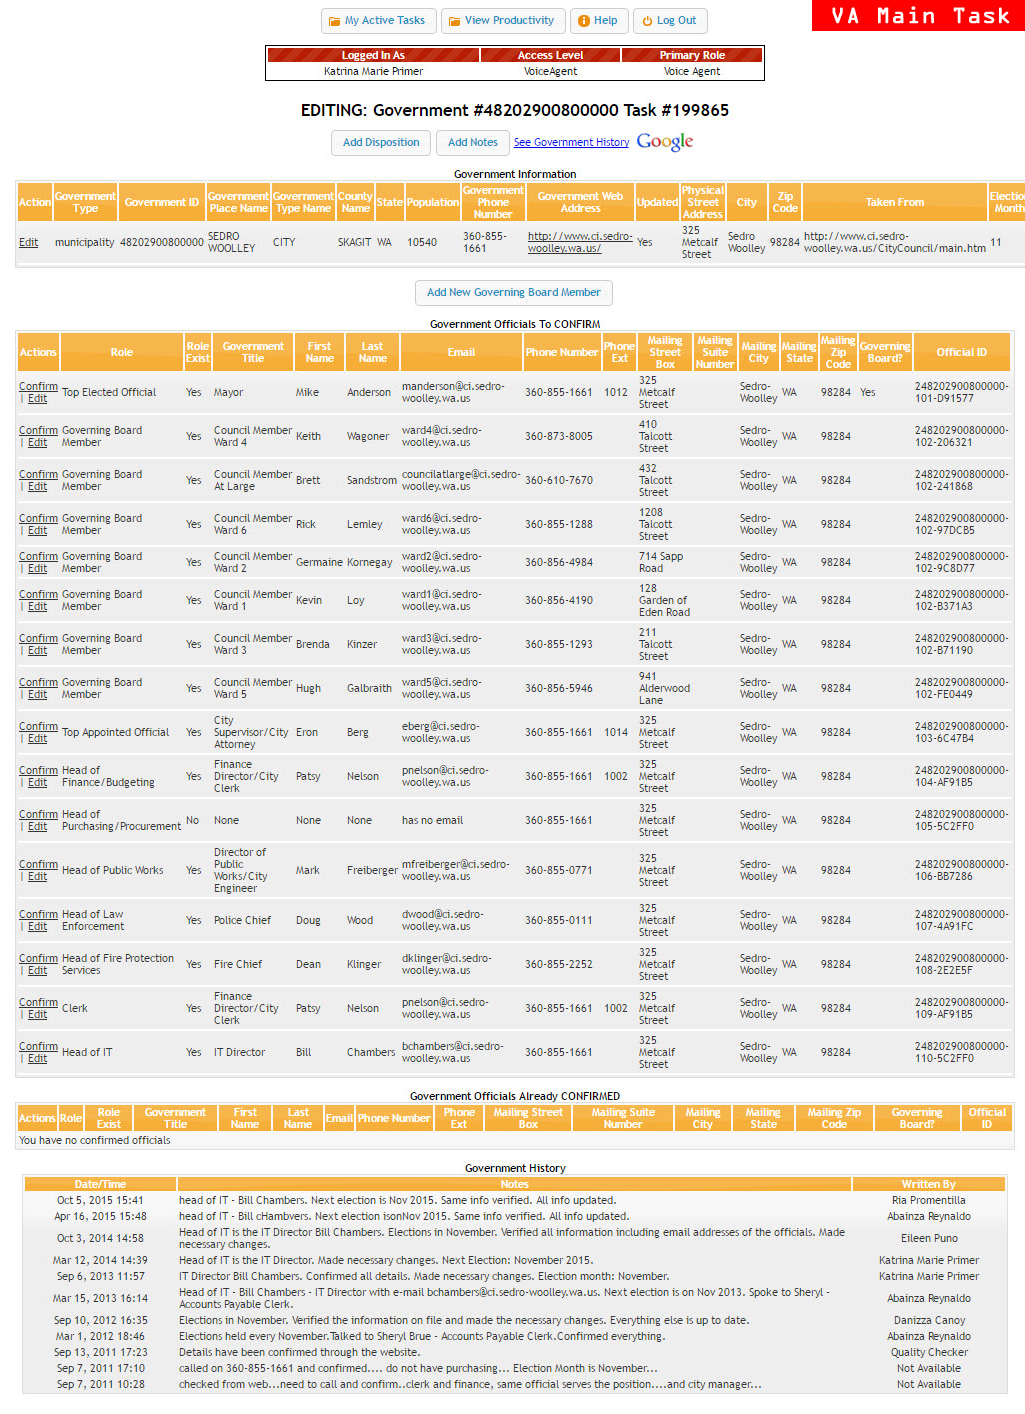 My Active Tasks View Productivity Help Log Out
VA Main Task
Logged In As Access Level Primary Role
Katrina Marie Primer VoiceAgent Voice Agent
EDITING: Government #48202900800000 Task #199865
Add Disposition Add Notes See Government History Google
Government Information
Action Government Type Government ID Government Place Name Government Type Name County Name State Population Government Phone Number Government Web Address Updated Physical Street Address City Zip Code Taken From Election Month
Edit municipality 48202900800000 SEDRO WOOLLEY CITY SKAGIT WA 10540 360-855-1661 http://www.ci.sedro-woolley.wa.us/ Yes 325 Metcalf Street Sedro Woolley 98284 http://www.ci.sedro-woolley.wa.us/CityCouncil/main.htm 11
Add New Governing Board Member
Government Officials To CONFIRM
Actions Role Role Exist Government Title First Name Last Name Email Phone Number Phone Ext Mailing Street Box Mailing Suite Number Mailing City Mailing State Mailing Zip Code Governing Board? Official ID
Confirm | Edit Top Elected Official Yes Mayor Mike Anderson manderson@ci.sedro-woolley.wa.us 360-855-1661 1012 325 Metcalf Street Sedro-Woolley WA 98284 Yes 248202900800000-101-D91577
Confirm | Edit Governing Board Member Yes Council Member Ward 4 Keith Wagoner ward4@ci.sedro-woolley.wa.us 360-873-8005 410 Talcott Street Sedro-Woolley WA 98284 248202900800000-102-206321
Confirm | Edit Governing Board Member Yes Council Member At Large Brett Sandstrom councilatlarge@ci.sedro-woolley.wa.us 360-610-7670 432 Talcott Street Sedro-Woolley WA 98284 248202900800000-102-241868
Confirm | Edit Governing Board Member Yes Council Member Ward 6 Rick Lemley ward6@ci.sedro-woolley.wa.us 360-855-1288 1208 Talcott Street Sedro-Woolley WA 98284 248202900800000-102-97DCB5
Confirm | Edit Governing Board Member Yes Council Member Ward 2 Germaine Kornegay ward2@ci.sedro-woolley.wa.us 360-856-4984 714 Sapp Road Sedro-Woolley WA 98284 248202900800000-102-9C8D77
Confirm | Edit Governing Board Member Yes Council Member Ward 1 Kevin Loy ward1@ci.sedro-woolley.wa.us 360-856-4190 128 Garden of Eden Road Sedro-Woolley WA 98284 248202900800000-102-B371A3
Confirm | Edit Governing Board Member Yes Council Member Ward 3 Brenda Kinzer ward3@ci.sedro-woolley.wa.us 360-855-1293 211 Talcott Street Sedro-Woolley WA 98284 248202900800000-102-B71190
Confirm | Edit Governing Board Member Yes Council Member Ward 5 Hugh Galbraith ward5@ci.sedro-woolley.wa.us 360-856-5946 941 Alderwood Lane Sedro-Woolley WA 98284 248202900800000-102-FE0449
Confirm | Edit Top Appointed Official Yes City Supervisor/City Attorney Eron Berg eberg@ci.sedro-woolley.wa.us 360-855-1661 1014 325 Metcalf Street Sedro-Woolley WA 98284 248202900800000-103-6C47B4
Confirm | Edit Head of Finance/Budgeting Yes Finance Director/City Clerk Patsy Nelson pnelson@ci.sedro-woolley.wa.us 360-855-1661 1002 325 Metcalf Street Sedro-Woolley WA 98284 248202900800000-104-AF91B5
Confirm | Edit Head of Purchasing/Procurement No None None None has no email 360-855-1661 325 Metcalf Street Sedro-Woolley WA 98284 248202900800000-105-5C2FF0
Confirm | Edit Head of Public Works Yes Director of Public Works/City Engineer Mark Freiberger mfreiberger@ci.sedro-woolley.wa.us 360-855-0771 325 Metcalf Street Sedro-Woolley WA 98284 248202900800000-106-BB7286
Confirm | Edit Head of Law Enforcement Yes Police Chief Doug Wood dwood@ci.sedro-woolley.wa.us 360-855-0111 325 Metcalf Street Sedro-Woolley WA 98284 248202900800000-107-4A91FC
Confirm | Edit Head of Fire Protection Services Yes Fire Chief Dean Klinger dklinger@ci.sedro-woolley.wa.us 360-855-2252 325 Metcalf Street Sedro-Woolley WA 98284 248202900800000-108-2E2E5F
Confirm | Edit Clerk Yes Finance Director/City Clerk Patsy Nelson pnelson@ci.sedro-woolley.wa.us 360-855-1661 1002 325 Metcalf Street Sedro-Woolley WA 98284 248202900800000-109-AF91B5
Confirm | Edit Head of IT Yes IT Director Bill Chambers bchambers@ci.sedro-woolley.wa.us 360-855-1661 325 Metcalf Street Sedro-Woolley WA 98284 248202900800000-110-5C2FF0
Government Officials Already CONFIRMED
Actions Role Role Exist Government Title First Name Last Name Email Phone Number Phone Ext Mailing Street Box Mailing Suite Number Mailing City Mailing State Mailing Zip Code Governing Board? Official ID
You have no confirmed officials
Government History
Date/Time Notes Written By
Oct 5, 2015 15:41 head of IT - Bill Chambers. Next election is Nov 2015. Same info verified. All info updated. Ria Promentilla
Apr 16, 2015 15:48 head of IT - Bill cHambvers. Next election isonNov 2015. Same info verified. All info updated. Abainza Reynaldo
Oct 3, 2014 14:58 Head of IT is the IT Director Bill Chambers. Elections in November. Verified all information including email addresses of the officials. Made necessary changes. Eileen Puno
Mar 12, 2014 14:39 Head of IT is the IT Director. Made necessary changes. Next Election: November 2015. Katrina Marie Primer
Sep 6, 2013 11:57 IT Director Bill Chambers. Confirmed all details. Made necessary changes. Election month: November. Katrina Marie Primer
Mar 15, 2013 16:14 Head of IT - Bill Chambers - IT Director with e-mail bchambers@ci.sedro-woolley.wa.us. Next election is on Nov 2013. Spoke to Sheryl - Accounts Payable Clerk. Abainza Reynaldo
Sep 10, 2012 16:35 Elections in November. Verified the information on file and made the necessary changes. Everything else is up to date. Danizza Canoy
Mar 1, 2012 18:46 Elections held every November.Talked to Sheryl Brue - Accounts Payable Clerk.Confirmed everything. Abainza Reynaldo
Sep 13, 2011 17:23 Details have been confirmed through the website. Quality Checker
Sep 7, 2011 17:10 called on 360-855-1661 and confirmed.... do not have purchasing... Election Month is November... Not Available
Sep 7, 2011 10:28 checked from web...need to call and confirm..clerk and finance, same official serves the position....and city manager... Not Available